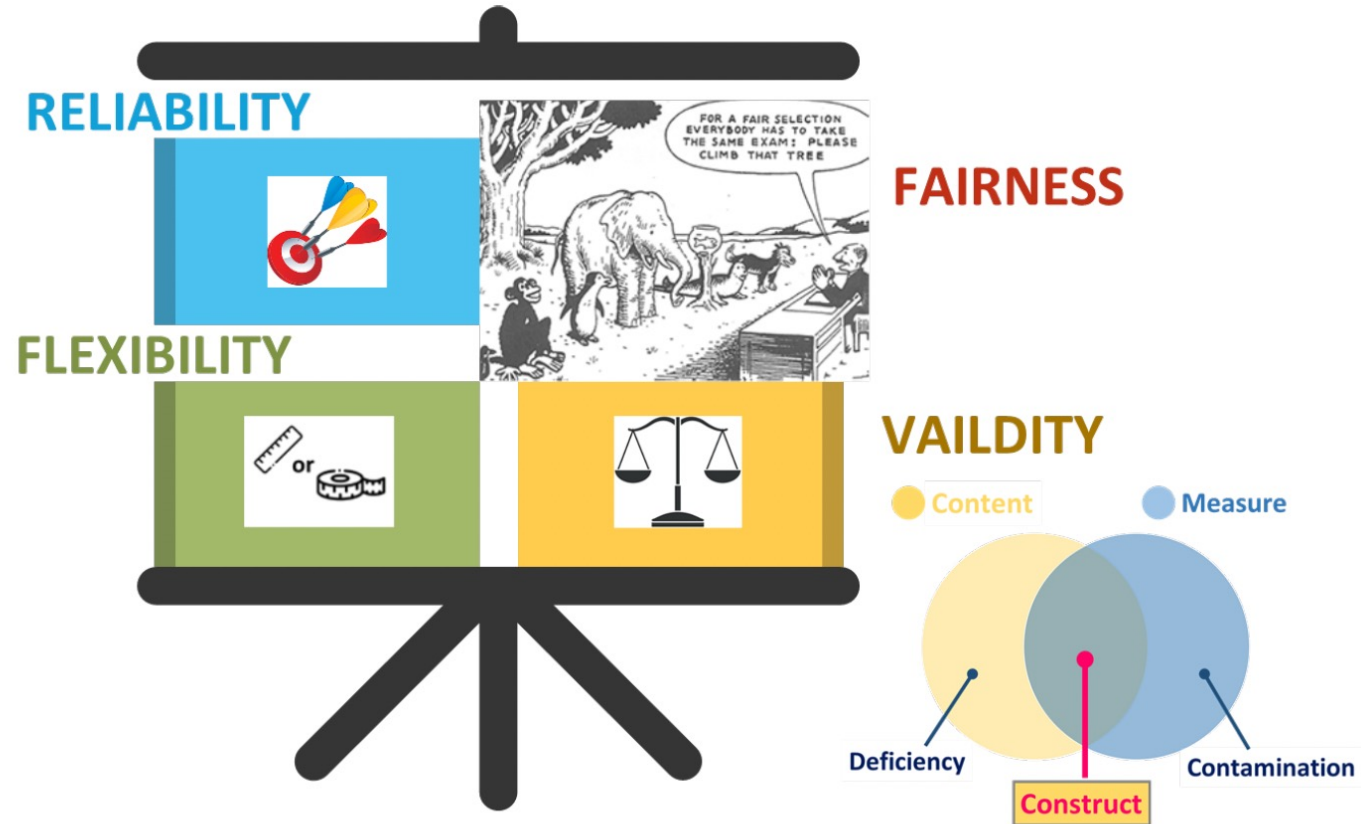 RELIABILITY
FOR A FAIR SELECTION
EVERYBODY HAS TO TAKE
THE SAME EXAM: PLEASE
CLIMB THAT TREE
FAIRNESS
FLEXIBILITY
or
VAILDITY
Content
Measure
Deficiency
Construct
Contamination